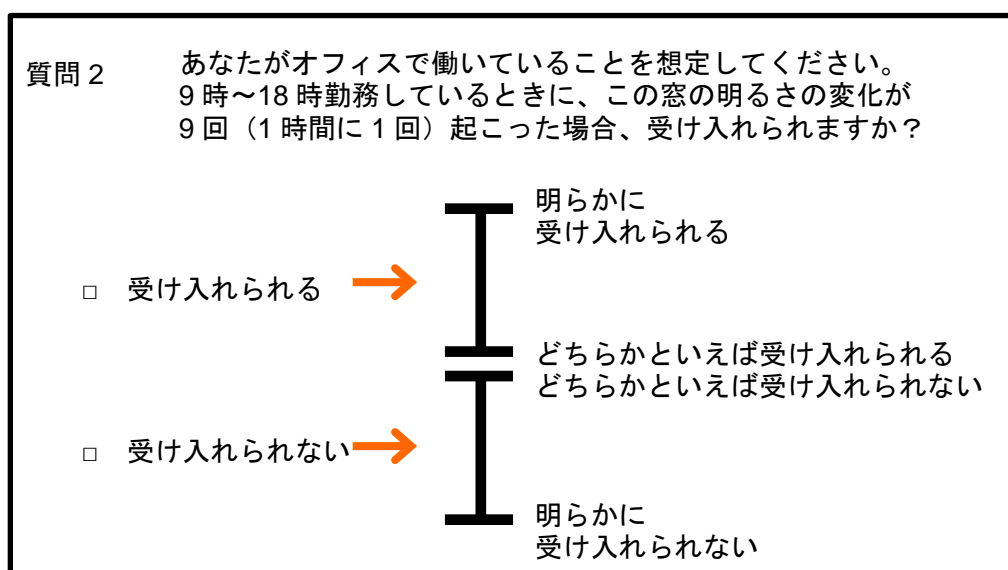 質問 2
あなたがオフィスで働いていることを想定してください。
9 時～18 時勤務しているときに、この窓の明るさの変化が
9 回（1 時間に 1 回）起こった場合、受け入れられますか？
明らかに
受け入れられる
□ 受け入れられる
どちらかといえば受け入れられる
どちらかといえば受け入れられない
□ 受け入れられない
明らかに
受け入れられない